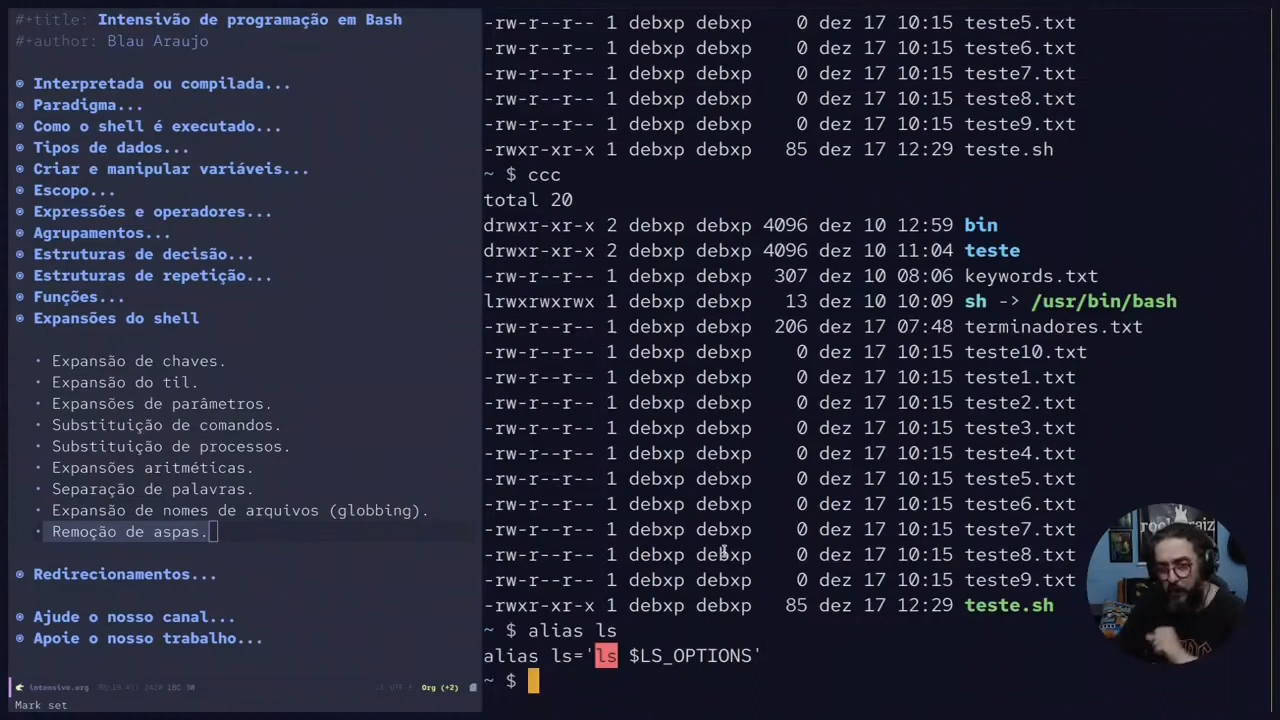 #+title: Intensivão de programação em Bash
#+author: Blau Araujo
Interpretada ou compilada...
Paradigma...
Como o shell é executado...
Tipos de dados...
Criar e manipular variáveis...
Escopo...
Expressões e operadores...
Agrupamentos...
Estruturas de decisão...
Estruturas de repetição...
Funções...
Expansões do shell
• Expansão de chaves.
• Expansão do til.
• Expansões de parâmetros.
• Substituição de comandos.
• Substituição de processos.
• Expansões aritméticas.
• Separação de palavras.
• Expansão de nomes de arquivos (globbing).
• Remoção de aspas.
Redirecionamentos...
Ajude o nosso canal...
Apoie o nosso trabalho...
intensivo.org
Org (+2)
Mark set
-rw-r--r-- 1 debxp debxp 0 dez 17 10:15 teste5.txt
-rw-r--r-- 1 debxp debxp 0 dez 17 10:15 teste6.txt
-rw-r--r-- 1 debxp debxp 0 dez 17 10:15 teste7.txt
-rw-r--r-- 1 debxp debxp 0 dez 17 10:15 teste8.txt
-rw-r--r-- 1 debxp debxp 0 dez 17 10:15 teste9.txt
-rwxr-xr-x 1 debxp debxp 85 dez 17 12:29 teste.sh
~ $ ccc
total 20
drwxr-xr-x 2 debxp debxp 4096 dez 10 12:59 bin
drwxr-xr-x 2 debxp debxp 4096 dez 10 11:04 teste
-rw-r--r-- 1 debxp debxp 307 dez 10 08:06 keywords.txt
lrwxrwxrwx 1 debxp debxp 13 dez 10 10:09 sh -> /usr/bin/bash
-rw-r--r-- 1 debxp debxp 206 dez 17 07:48 terminadores.txt
-rw-r--r-- 1 debxp debxp 0 dez 17 10:15 teste10.txt
-rw-r--r-- 1 debxp debxp 0 dez 17 10:15 teste1.txt
-rw-r--r-- 1 debxp debxp 0 dez 17 10:15 teste2.txt
-rw-r--r-- 1 debxp debxp 0 dez 17 10:15 teste3.txt
-rw-r--r-- 1 debxp debxp 0 dez 17 10:15 teste4.txt
-rw-r--r-- 1 debxp debxp 0 dez 17 10:15 teste5.txt
-rw-r--r-- 1 debxp debxp 0 dez 17 10:15 teste6.txt
-rw-r--r-- 1 debxp debxp 0 dez 17 10:15 teste7.txt
-rw-r--r-- 1 debxp debxp 0 dez 17 10:15 teste8.txt
-rw-r--r-- 1 debxp debxp 0 dez 17 10:15 teste9.txt
-rwxr-xr-x 1 debxp debxp 85 dez 17 12:29 teste.sh
~ $ alias ls
alias ls='ls $LS_OPTIONS'
~ $